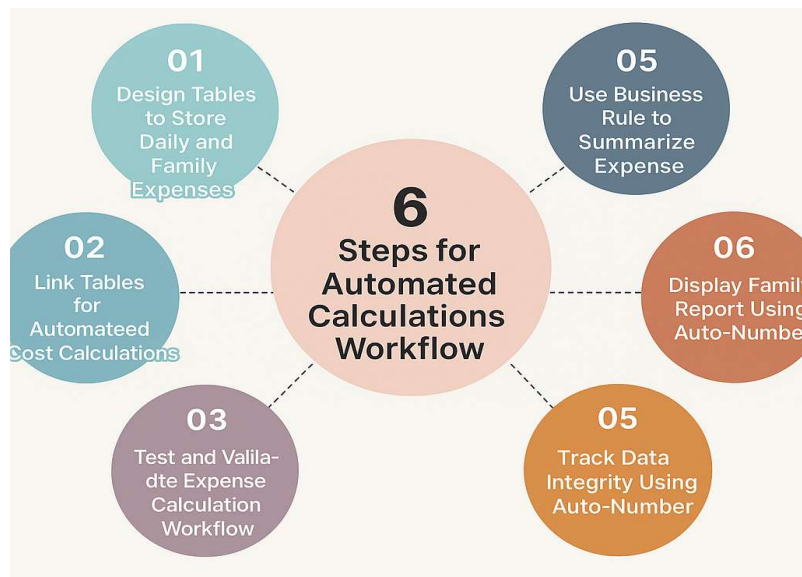 01
Design Tables
to Store
Daily and
Family
Expenses
02
Link Tables
for
Automateed
Cost Calculations
03
Test and Valila-
dte Expense
Calculation
Workflow
6
Steps for
Automated
Calculations
Workflow
05
Use Business
Rule to
Summarize
Expense
06
Display Family
Report Using
Auto-Number
05
Track Data
Integrity Using
Auto-Number